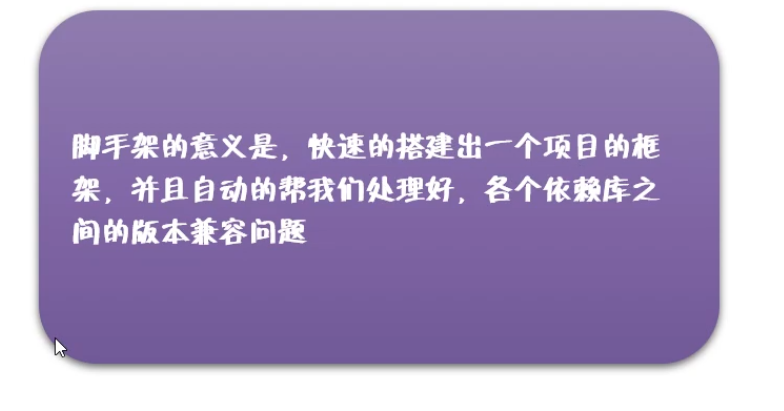 脚手架的意义是，快速的搭建出一个项目的框
架，并且自动的帮我们处理好，各个依赖库之
间的版本兼容问题